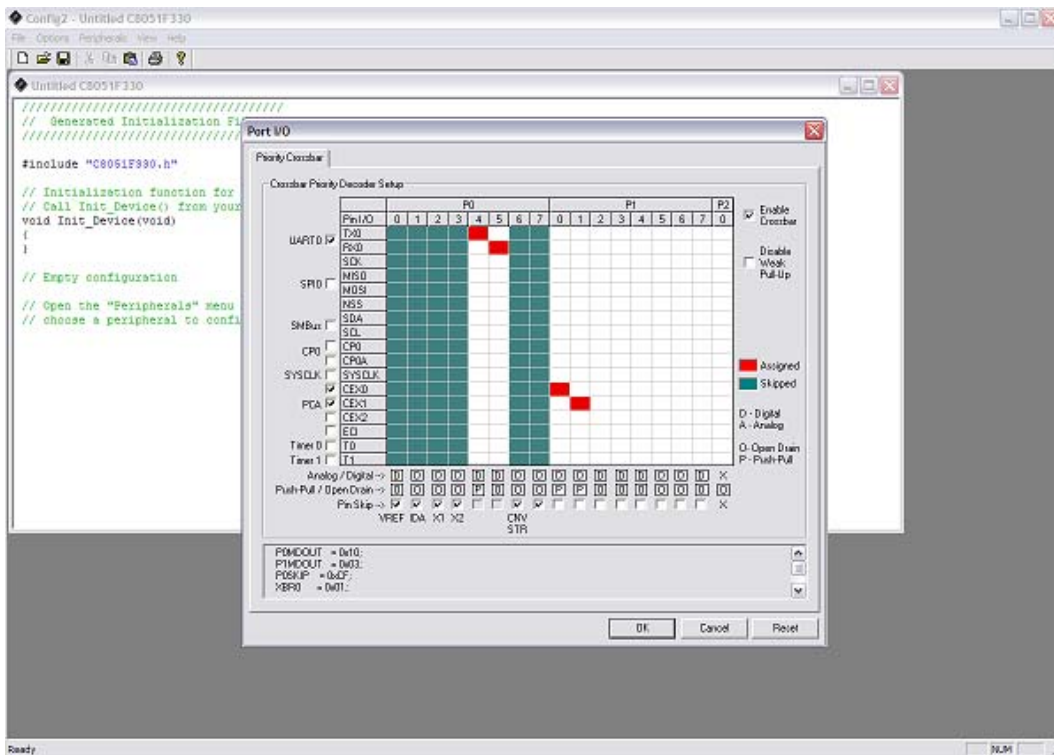 Config2 - Untitled C8051F330
File Options Peripherals View Help
Untitled C8051F330
//////////////////////////////////////
// Generated Initialization Fi
#include "C8051F330.h"
// Initialization function for
// Call Init_Device() from your
void Init_Device(void)
{
}
// Empty configuration
// Open the "Peripherals" menu
// choose a peripheral to confi
Port I/O
Priority Crossbar
Crossbar Priority Decoder Setup
P0 P1 P2
Pin I/O 0 1 2 3 4 5 6 7 0 1 2 3 4 5 6 7 0
UART0 TX0
RX0
SPI0 SCK
MISO
MOSI
NSS
SMBus SDA
SCL
CP0 CP0
CP0A
SYSCLK SYSCLK
PCA CEX0
CEX1
CEX2
ECI
Timer 0 T0
Timer 1 T1
Analog / Digital -> D D D D D D D D D D D D D D D D X
Push-Pull / Open Drain -> O O O O P O O O P P O O O O O O O
Pin Skip -> X
VREF IDA X1 X2 CNV
STR
Enable
Crossbar
Disable
Weak
Pull-Up
Assigned
Skipped
D - Digital
A - Analog
O - Open Drain
P - Push-Pull
P0MDOUT = 0x10;
P1MDOUT = 0x03;
P0SKIP = 0xCF;
XBR0 = 0x01;
OK Cancel Reset
Ready NUM